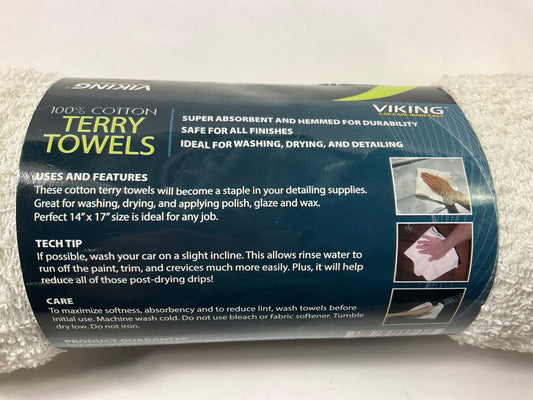 VIKING
100% COTTON
TERRY
TOWELS
VIKING
CAR CARE MADE EASY
SUPER ABSORBENT AND HEMMED FOR DURABILITY
SAFE FOR ALL FINISHES
IDEAL FOR WASHING, DRYING, AND DETAILING
USES AND FEATURES
These cotton terry towels will become a staple in your detailing supplies.
Great for washing, drying, and applying polish, glaze and wax.
Perfect 14" x 17" size is ideal for any job.
TECH TIP
If possible, wash your car on a slight incline. This allows rinse water to
run off the paint, trim, and crevices much more easily. Plus, it will help
reduce all of those post-drying drips!
CARE
To maximize softness, absorbency and to reduce lint, wash towels before
initial use. Machine wash cold. Do not use bleach or fabric softener. Tumble
dry low. Do not iron.
PRODUCT GUARANTEE